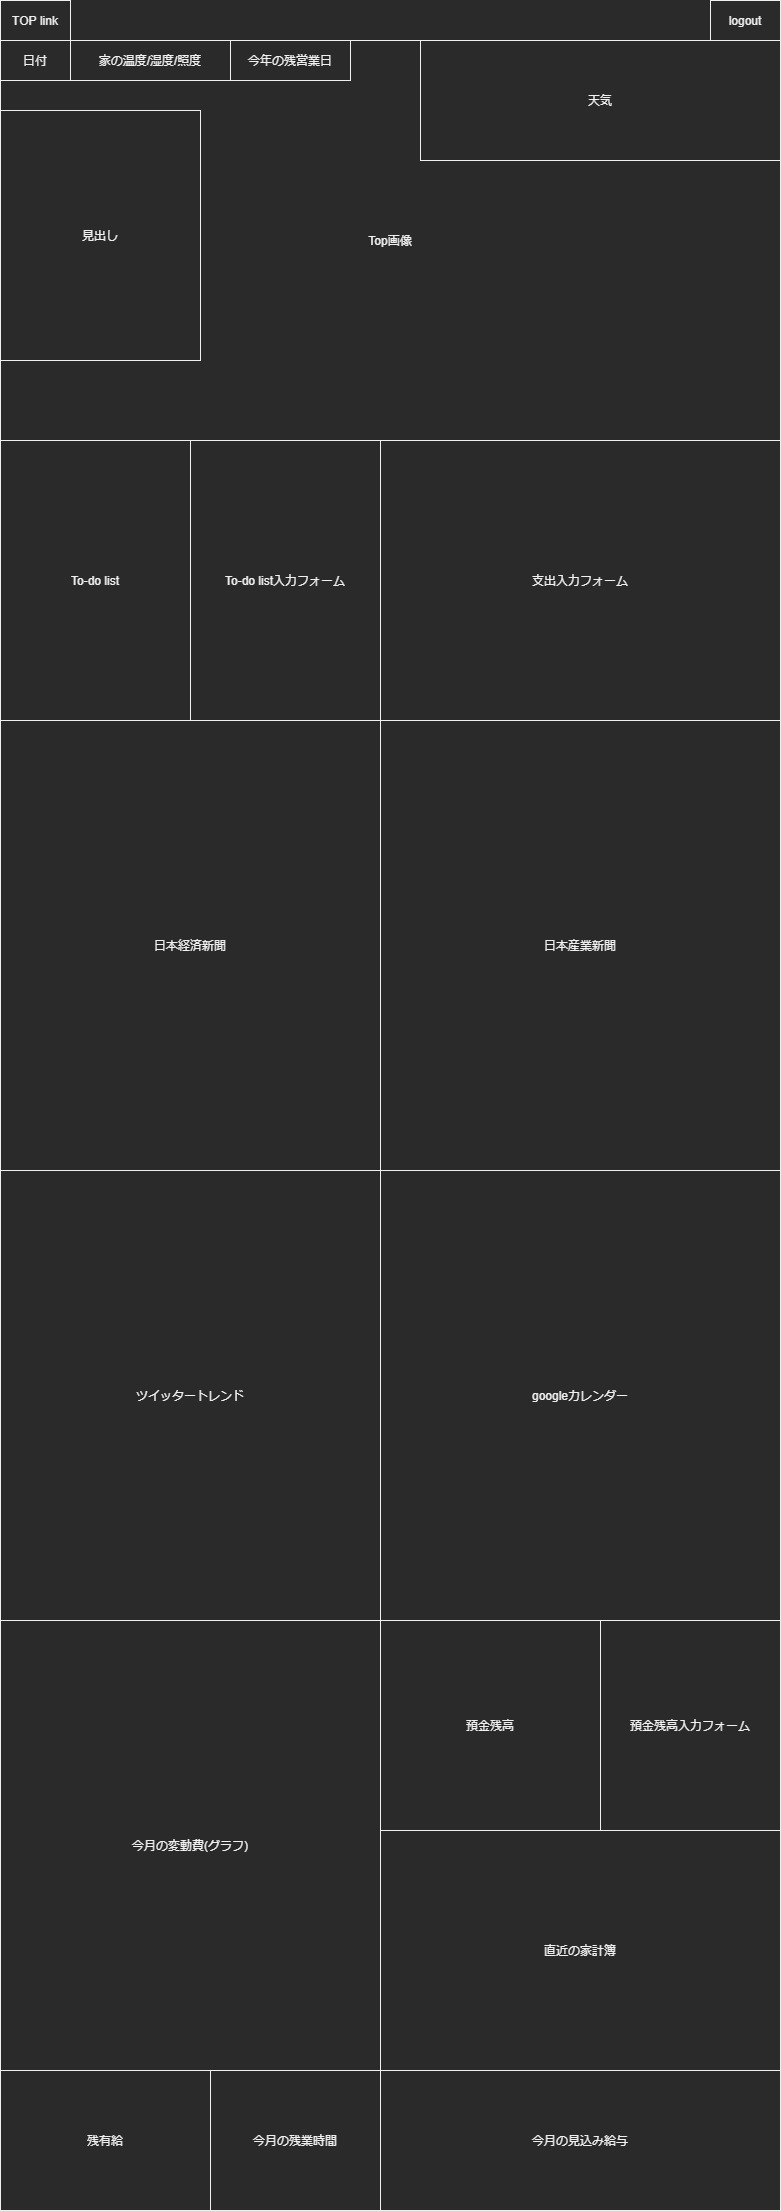 TOP link
logout
日付
家の温度/湿度/照度
今年の残営業日
天気
見出し
Top画像
To-do list
To-do list入力フォーム
支出入力フォーム
日本経済新聞
日本産業新聞
ツイッタートレンド
googleカレンダー
今月の変動費(グラフ)
預金残高
預金残高入力フォーム
直近の家計簿
残有給
今月の残業時間
今月の見込み給与